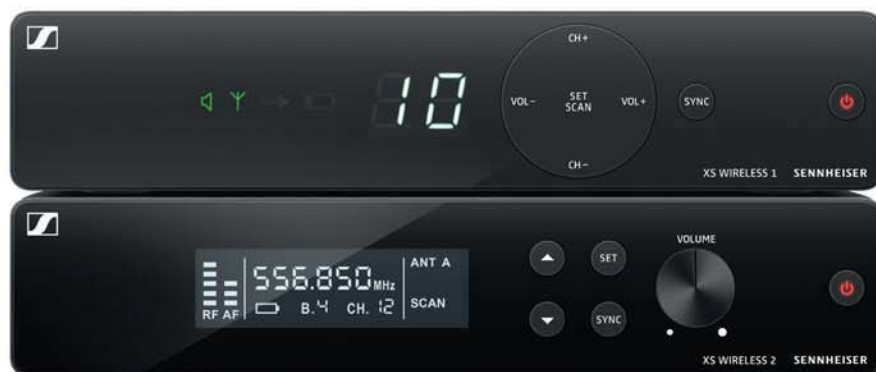 CH+
10
VOL−
SET
SCAN
VOL+
SYNC
CH−
XS WIRELESS 1 SENNHEISER
VOLUME
ANT A
556.850MHz
SET
B.4 CH. 12
SCAN
RF AF
SYNC
XS WIRELESS 2 SENNHEISER